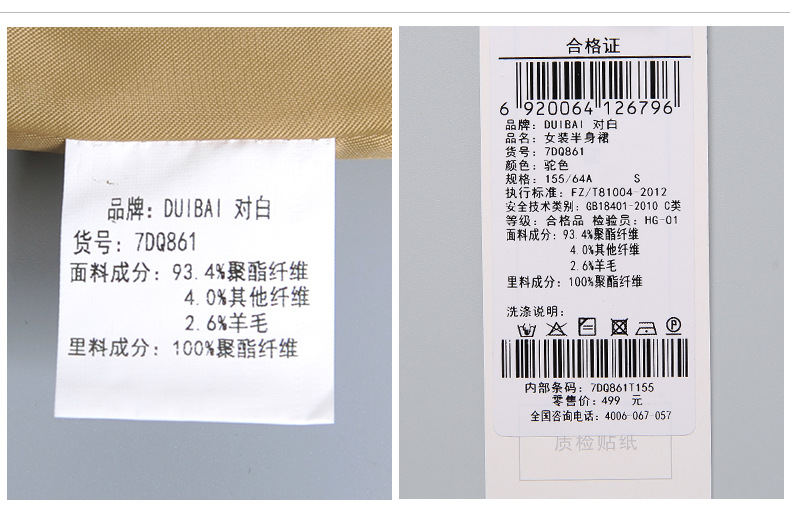 品牌: DUIBAI 对白
货号: 7DQ861
面料成分: 93.4%聚酯纤维
4.0%其他纤维
2.6%羊毛
里料成分: 100%聚酯纤维
合格证
6 920064 126796
品牌: DUIBAI 对白
品名: 女装半身裙
货号: 7DQ861
颜色: 驼色
规格: 155/64A S
执行标准: FZ/T81004-2012
安全技术类别: GB18401-2010 C类
等级: 合格品 检验员: HG-01
面料成分: 93.4%聚酯纤维
4.0%其他纤维
2.6%羊毛
里料成分: 100%聚酯纤维
洗涤说明:
内部条码: 7DQ861T155
零售价: 499 元
全国咨询电话: 4006-067-057
质检贴纸